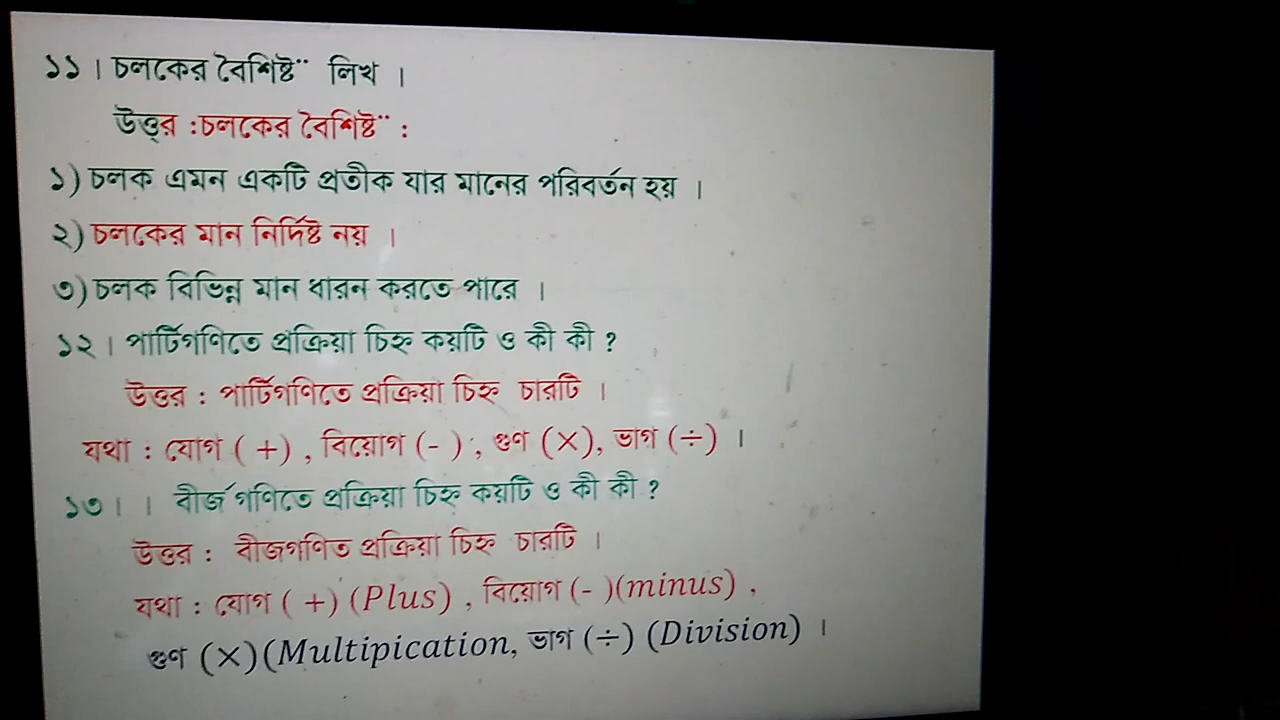 ১১ । চলকের বৈশিষ্ট¨ লিখ ।
উত্ত্বর :চলকের বৈশিষ্ট¨ :
১) চলক এমন একটি প্রতীক যার মানের পরিবর্তন হয় ।
২) চলকের মান নির্দিষ্ট নয় ।
৩) চলক বিভিন্ন মান ধারন করতে পারে ।
১২ । পার্টিগণিতে প্রক্রিয়া চিহ্ন কয়টি ও কী কী ?
উত্তর : পার্টিগণিতে প্রক্রিয়া চিহ্ন চারটি ।
যথা : যোগ ( +) , বিয়োগ (- ) , গুণ (×), ভাগ (÷) ।
১৩। । বীর্জগণিতে প্রক্রিয়া চিহ্ন কয়টি ও কী কী ?
উত্তর : বীজগণিত প্রক্রিয়া চিহ্ন চারটি ।
যথা : যোগ ( +) (Plus) , বিয়োগ (- )(minus) ,
গুণ (×)(Multipication, ভাগ (÷) (Division) ।